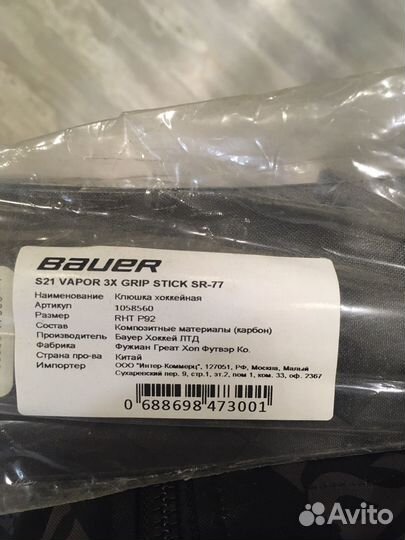 BAUER
S21 VAPOR 3X GRIP STICK SR-77
Наименование Клюшка хоккейная
Артикул 1058560
Размер RHT P92
Состав Композитные материалы (карбон)
Производитель Бауер Хоккей ЛТД
Фабрика Фужиан Греат Хоп Футвэр Ко.
Страна про-ва Китай
Импортер ООО "Интер-Коммерц", 127051, РФ, Москва, Малый
Сухаревский пер. 9, стр.1, эт.2, пом 1, ком. 33, оф. 2367
0 688698 473001
Avito